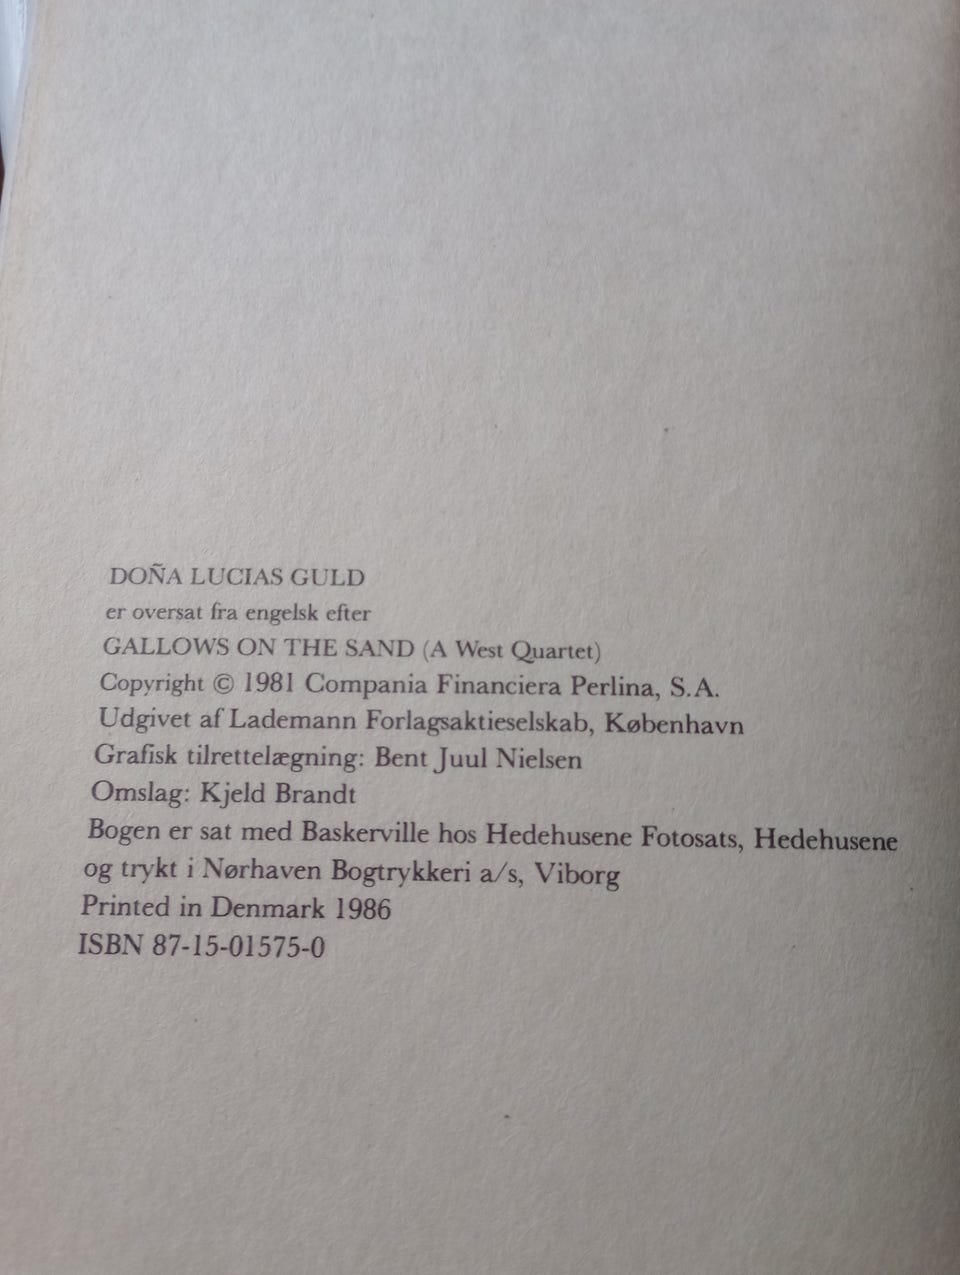 DOÑA LUCIAS GULD
er oversat fra engelsk efter
GALLOWS ON THE SAND (A West Quartet)
Copyright © 1981 Compania Financiera Perlina, S.A.
Udgivet af Lademann Forlagsaktieselskab, København
Grafisk tilrettelægning: Bent Juul Nielsen
Omslag: Kjeld Brandt
Bogen er sat med Baskerville hos Hedehusene Fotosats, Hedehusene
og trykt i Nørhaven Bogtrykkeri a/s, Viborg
Printed in Denmark 1986
ISBN 87-15-01575-0